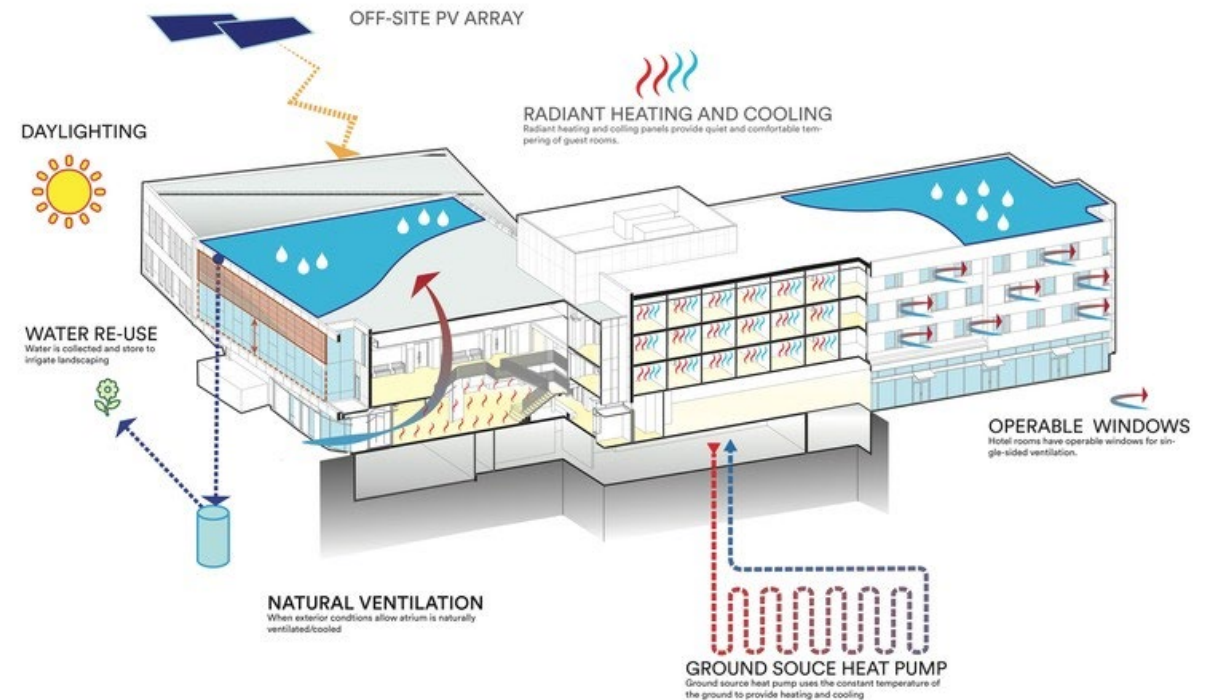 OFF-SITE PV ARRAY
RADIANT HEATING AND COOLING
Radiant heating and colling panels provide quiet and comfortable tem-
pering of guest rooms.
DAYLIGHTING
WATER RE-USE
Water is collected and store to
irrigate landscaping
OPERABLE WINDOWS
Hotel rooms have operable windows for sin-
gle-sided ventilation.
NATURAL VENTILATION
When exterior condtions allow atrium is naturally
ventilated/cooled
GROUND SOUCE HEAT PUMP
Ground source heat pump uses the constant temperature of
the ground to provide heating and cooling